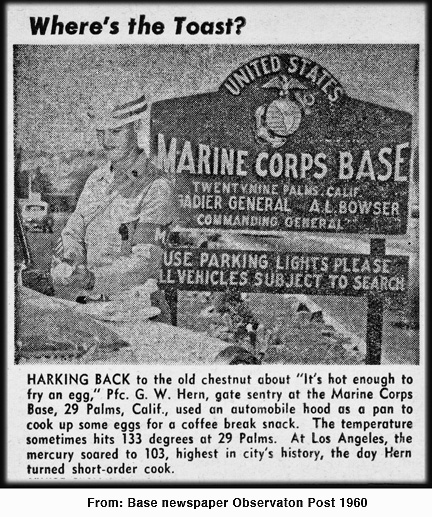 Where's the Toast?
UNITED STATES
MARINE CORPS BASE
TWENTYNINE PALMS, CALIF.
GADIER GENERAL A.L. BOWSER
COMMANDING GENERAL
USE PARKING LIGHTS PLEASE
LL VEHICLES SUBJECT TO SEARCH
HARKING BACK to the old chestnut about "It's hot enough to
fry an egg," Pfc. G. W. Hern, gate sentry at the Marine Corps
Base, 29 Palms, Calif., used an automobile hood as a pan to
cook up some eggs for a coffee break snack. The temperature
sometimes hits 133 degrees at 29 Palms. At Los Angeles, the
mercury soared to 103, highest in city's history, the day Hern
turned short-order cook.
From: Base newspaper Observaton Post 1960